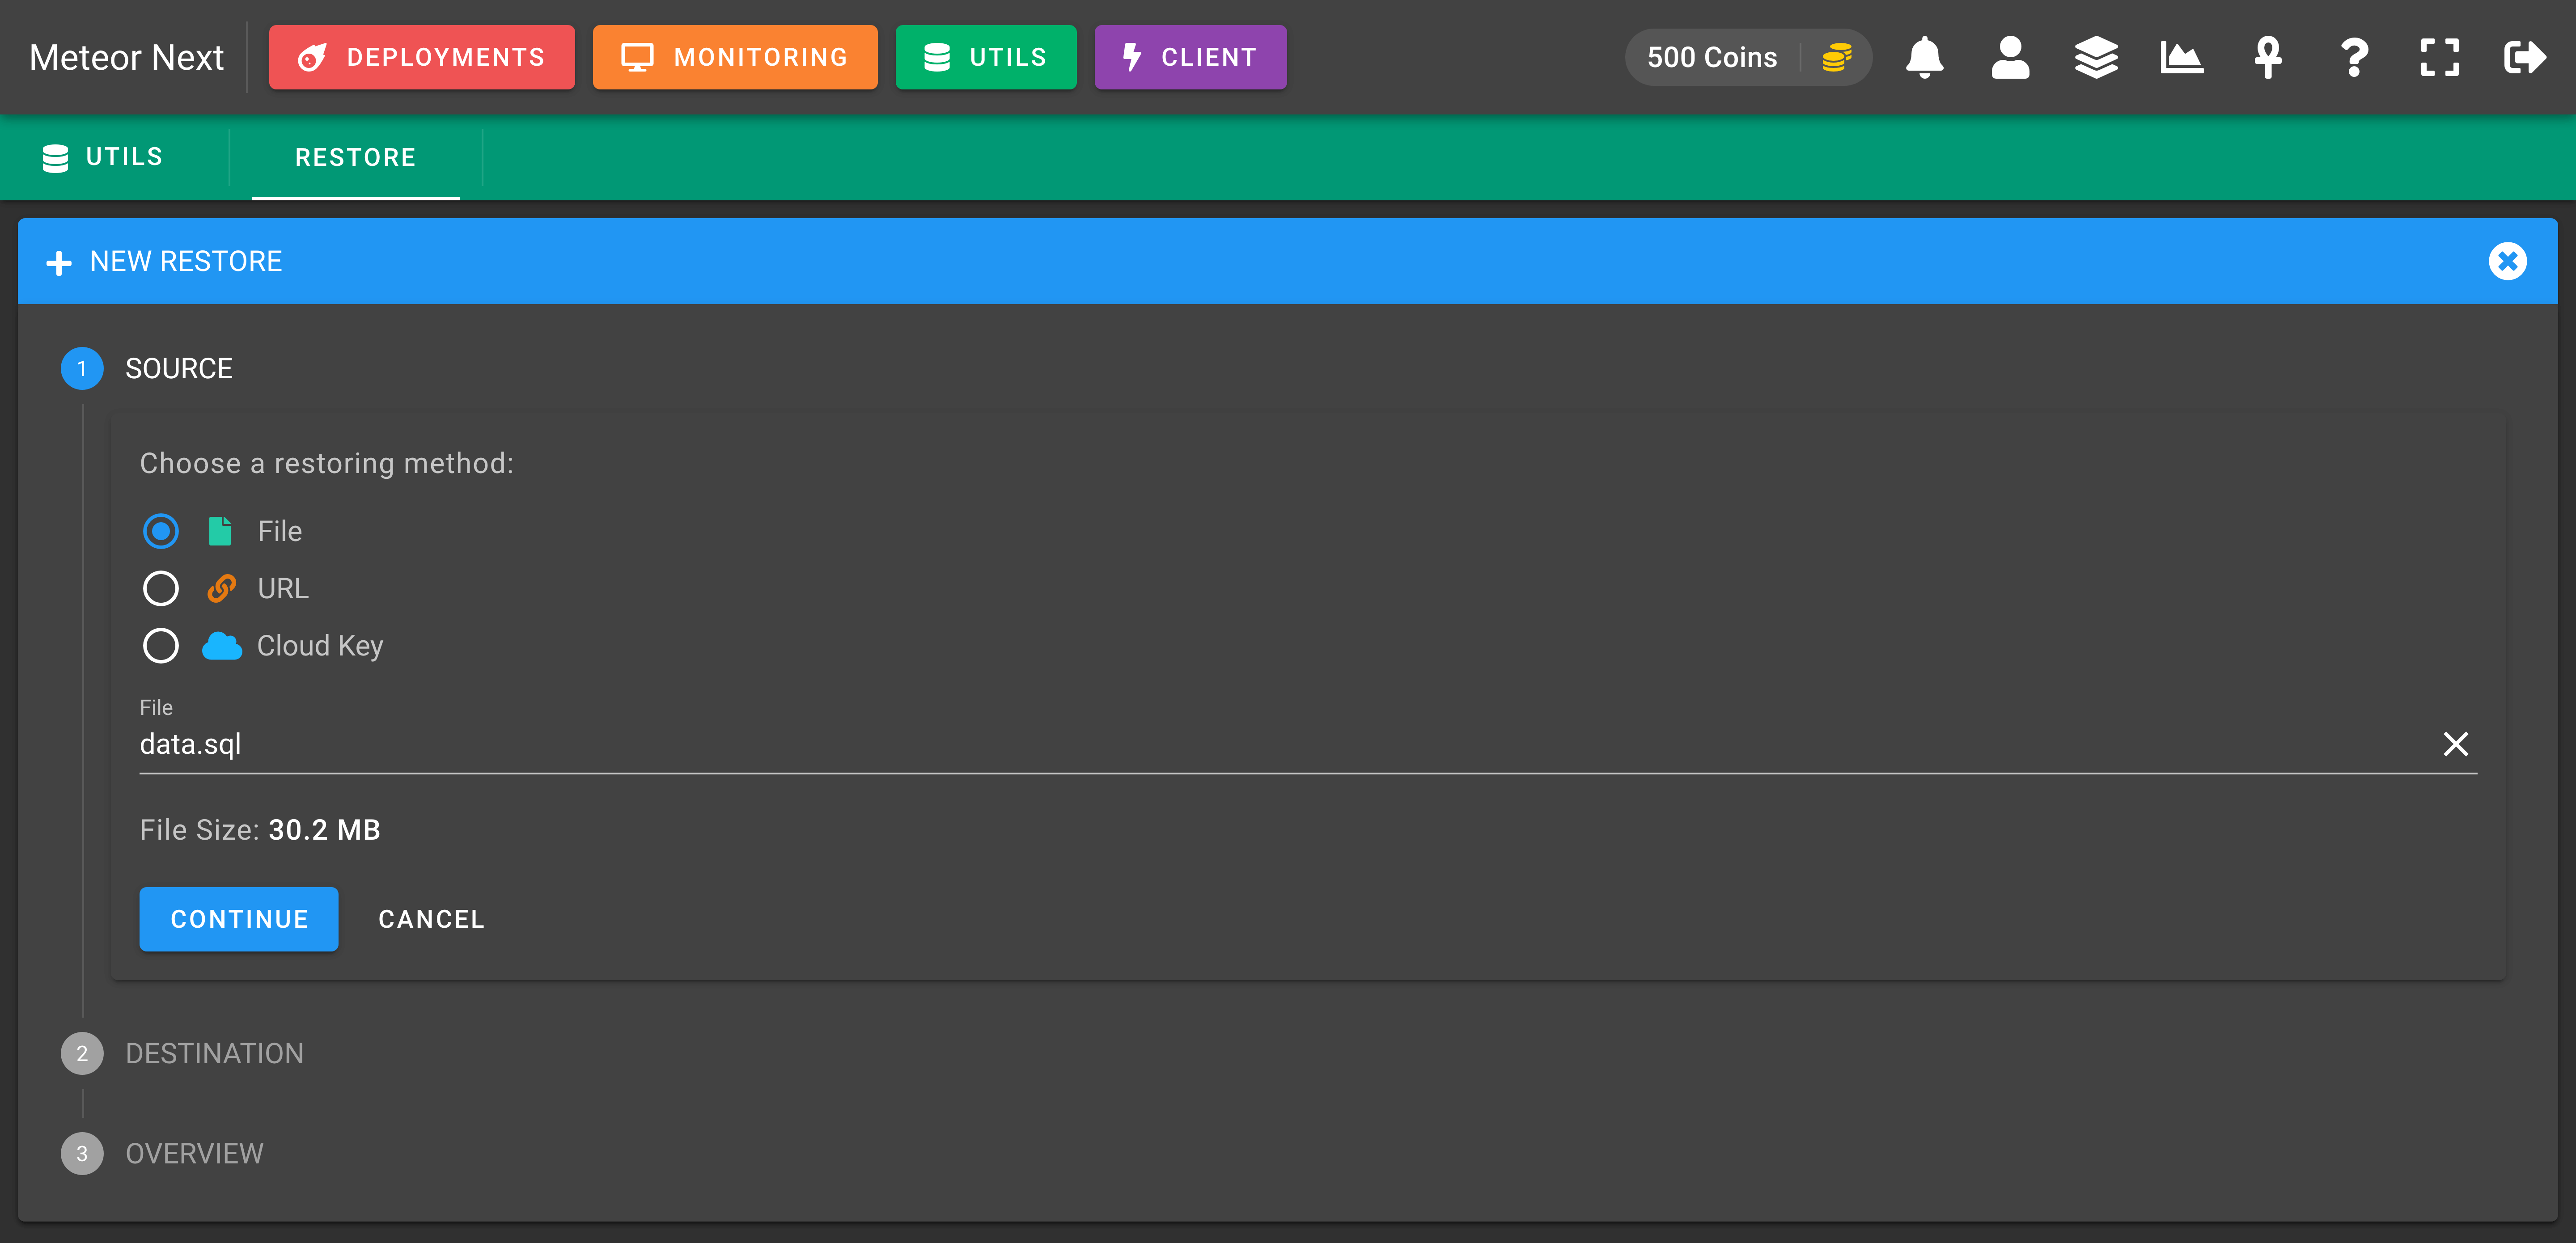 Meteor Next DEPLOYMENTS MONITORING UTILS CLIENT 500 Coins
UTILS RESTORE
NEW RESTORE
1 SOURCE
Choose a restoring method:
File
URL
Cloud Key
File
data.sql
File Size: 30.2 MB
CONTINUE CANCEL
2 DESTINATION
3 OVERVIEW